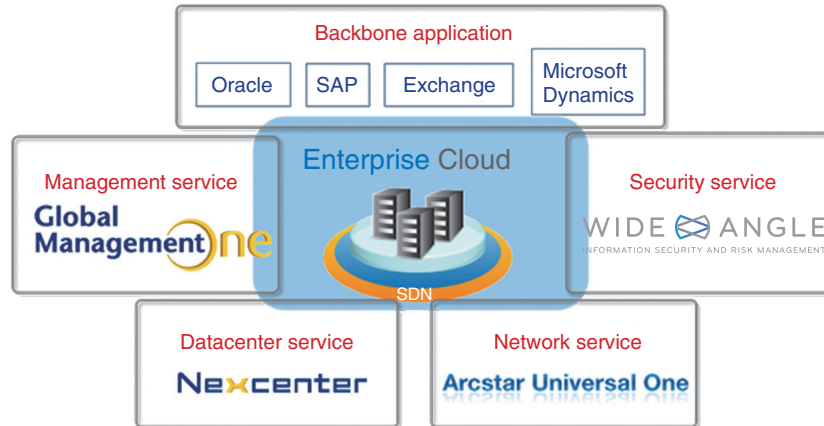 Backbone application
Oracle
SAP
Exchange
Microsoft
Dynamics
Enterprise Cloud
Management service
Global
Management One
Security service
WIDE ANGLE
INFORMATION SECURITY AND RISK MANAGEMENT
SDN
Datacenter service
Nexcenter
Network service
Arcstar Universal One